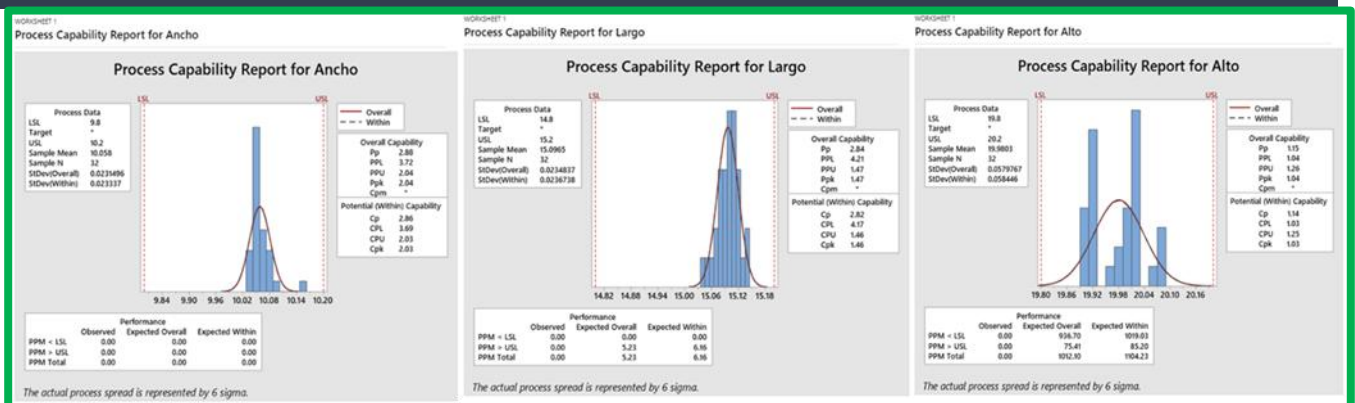 WORKSHEET 1
Process Capability Report for Ancho
Process Capability Report for Ancho
LSL USL
Process Data
LSL 9.8
Target *
USL 10.2
Sample Mean 10.058
Sample N 32
StDev(Overall) 0.0231496
StDev(Within) 0.023337
Overall
Within
Overall Capability
Pp 2.88
PPL 3.72
PPU 2.04
Ppk 2.04
Cpm *
Potential (Within) Capability
Cp 2.86
CPL 3.69
CPU 2.03
Cpk 2.03
9.84 9.90 9.96 10.02 10.08 10.14 10.20
Performance
Observed Expected Overall Expected Within
PPM < LSL 0.00 0.00 0.00
PPM > USL 0.00 0.00 0.00
PPM Total 0.00 0.00 0.00
The actual process spread is represented by 6 sigma.
WORKSHEET 1
Process Capability Report for Largo
Process Capability Report for Largo
LSL USL
Process Data
LSL 14.8
Target *
USL 15.2
Sample Mean 15.0965
Sample N 32
StDev(Overall) 0.0234837
StDev(Within) 0.0236738
Overall
Within
Overall Capability
Pp 2.84
PPL 4.21
PPU 1.47
Ppk 1.47
Cpm *
Potential (Within) Capability
Cp 2.82
CPL 4.17
CPU 1.46
Cpk 1.46
14.82 14.88 14.94 15.00 15.06 15.12 15.18
Performance
Observed Expected Overall Expected Within
PPM < LSL 0.00 0.00 0.00
PPM > USL 0.00 5.23 6.16
PPM Total 0.00 5.23 6.16
The actual process spread is represented by 6 sigma.
WORKSHEET 1
Process Capability Report for Alto
Process Capability Report for Alto
LSL USL
Process Data
LSL 19.8
Target *
USL 20.2
Sample Mean 19.9803
Sample N 32
StDev(Overall) 0.0579767
StDev(Within) 0.058446
Overall
Within
Overall Capability
Pp 1.15
PPL 1.04
PPU 1.26
Ppk 1.04
Cpm *
Potential (Within) Capability
Cp 1.14
CPL 1.03
CPU 1.25
Cpk 1.03
19.80 19.86 19.92 19.98 20.04 20.10 20.16
Performance
Observed Expected Overall Expected Within
PPM < LSL 0.00 936.70 1019.03
PPM > USL 0.00 75.41 85.20
PPM Total 0.00 1012.10 1104.23
The actual process spread is represented by 6 sigma.